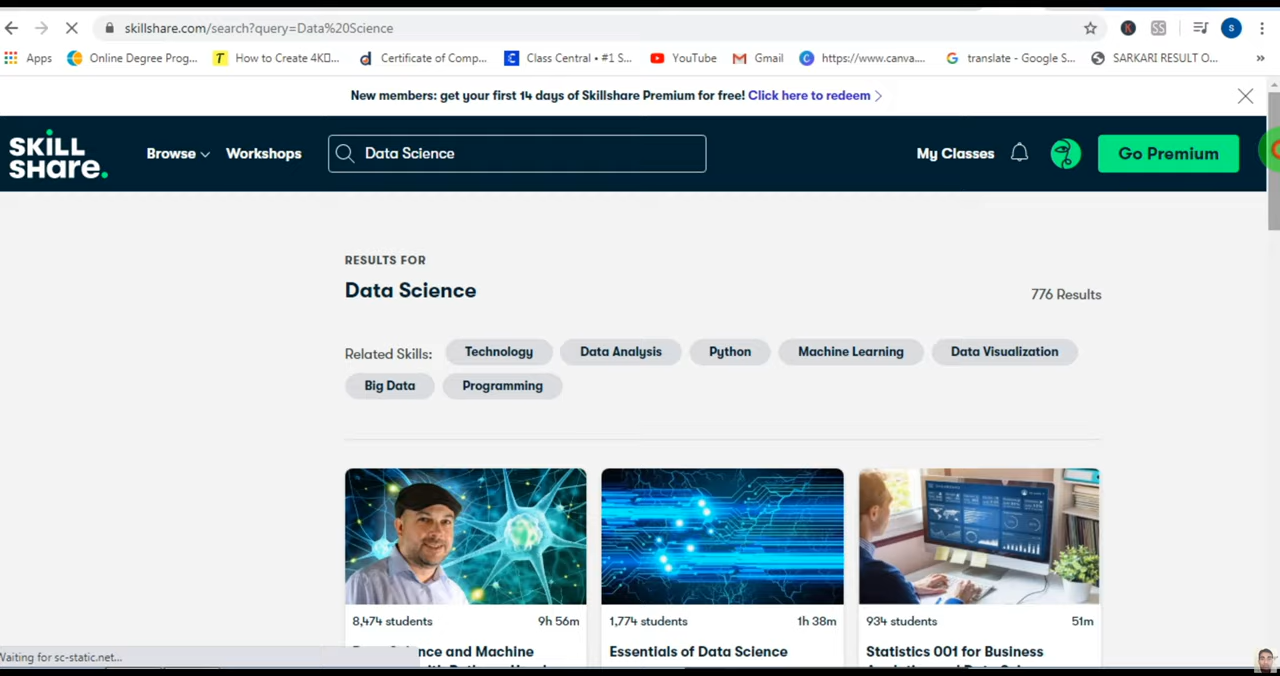 skillshare.com/search?query=Data%20Science
K SS S
Apps Online Degree Prog... T How to Create 4K... Certificate of Comp... Class Central • #1 S... YouTube Gmail https://www.canva.... translate - Google S... SARKARI RESULT O... »
New members: get your first 14 days of Skillshare Premium for free! Click here to redeem
SKILL SHARE. Browse Workshops Data Science My Classes Go Premium
RESULTS FOR
Data Science 776 Results
Related Skills: Technology Data Analysis Python Machine Learning Data Visualization
Big Data Programming
8,474 students 9h 56m 1,774 students 1h 38m 934 students 51m
nce and Machine Essentials of Data Science Statistics 001 for Business
Waiting for sc-static.net...